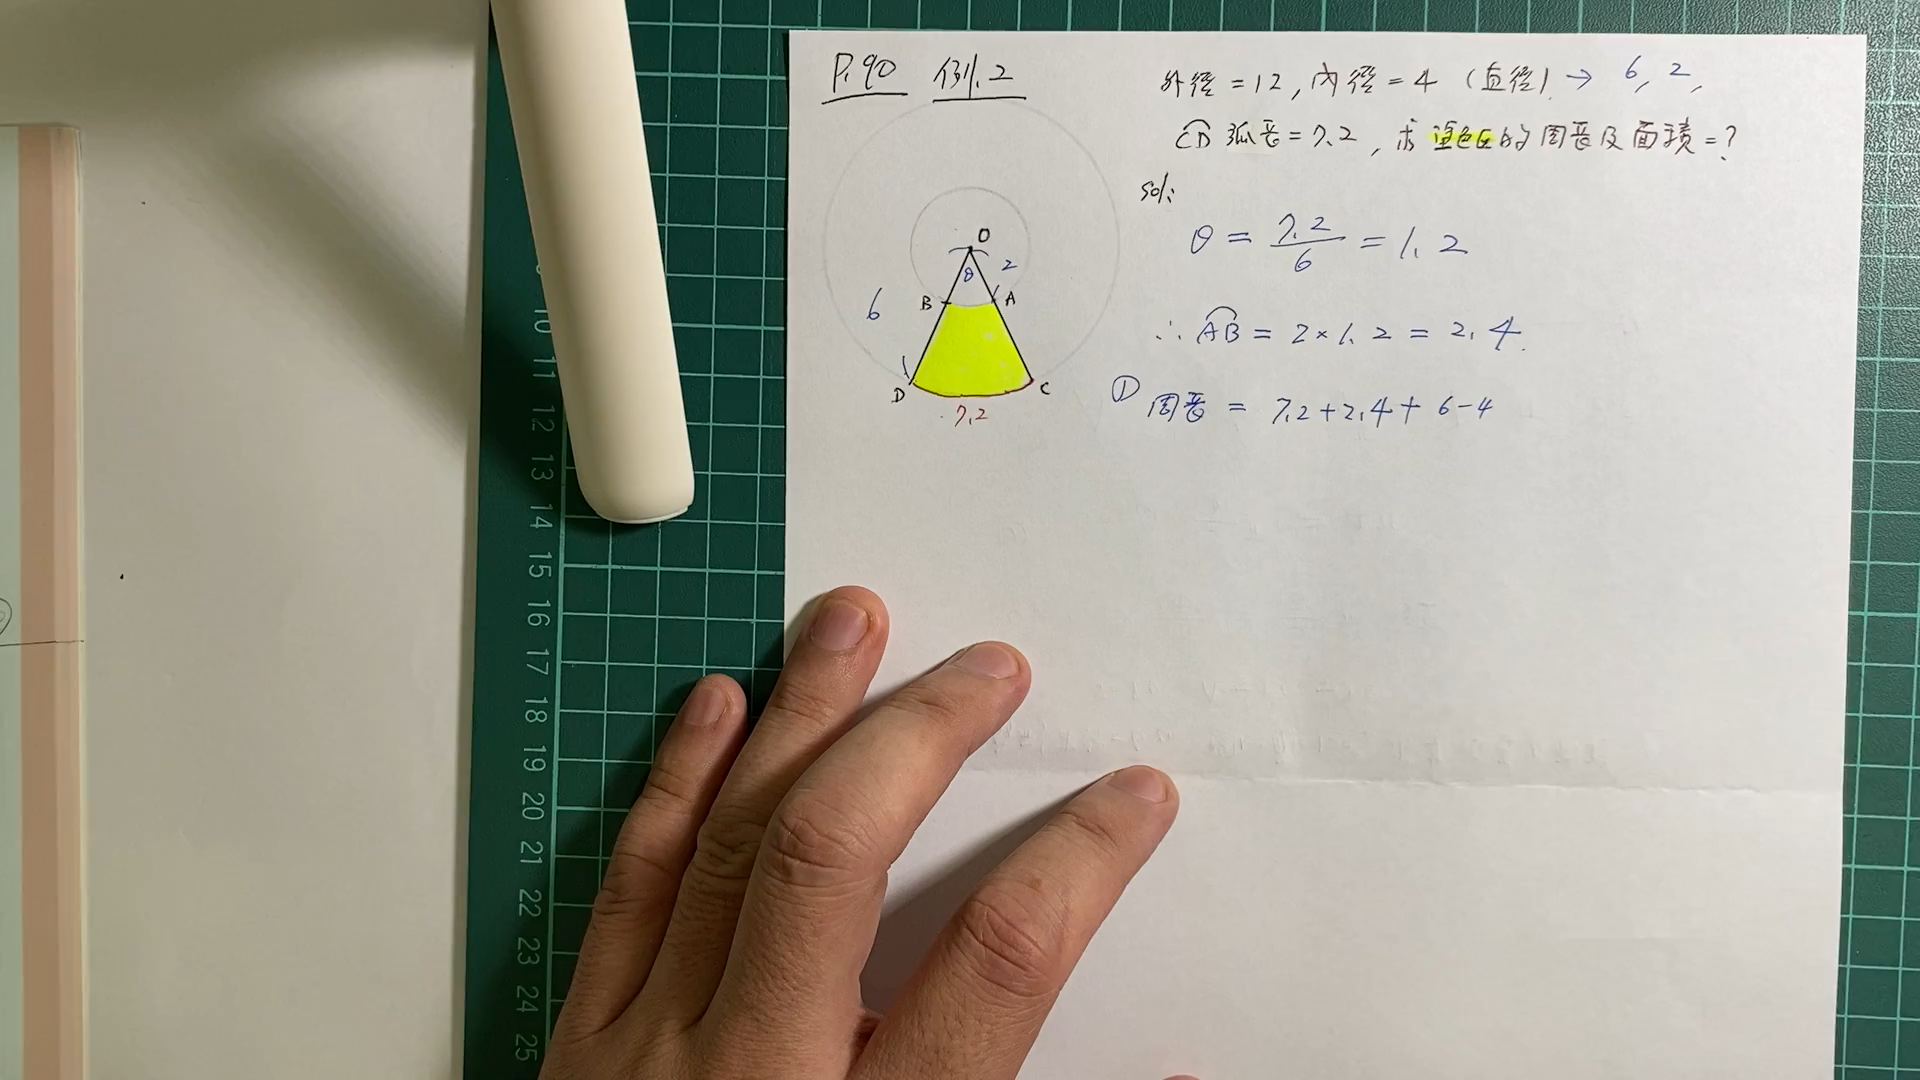 P.90 例.2
外徑 = 12, 內徑 = 4 (直徑) → 6, 2,
CD 弧長 = 7.2, 求塗色區的周長及面積 = ?
sol:
θ = 7.2/6 = 1.2
∴ AB = 2 × 1.2 = 2.4
① 周長 = 7.2 + 2.4 + 6 - 4
O
θ 2
6 B A
D C
7.2
10
11
12
13
14
15
16
17
18
19
20
21
22
23
24
25